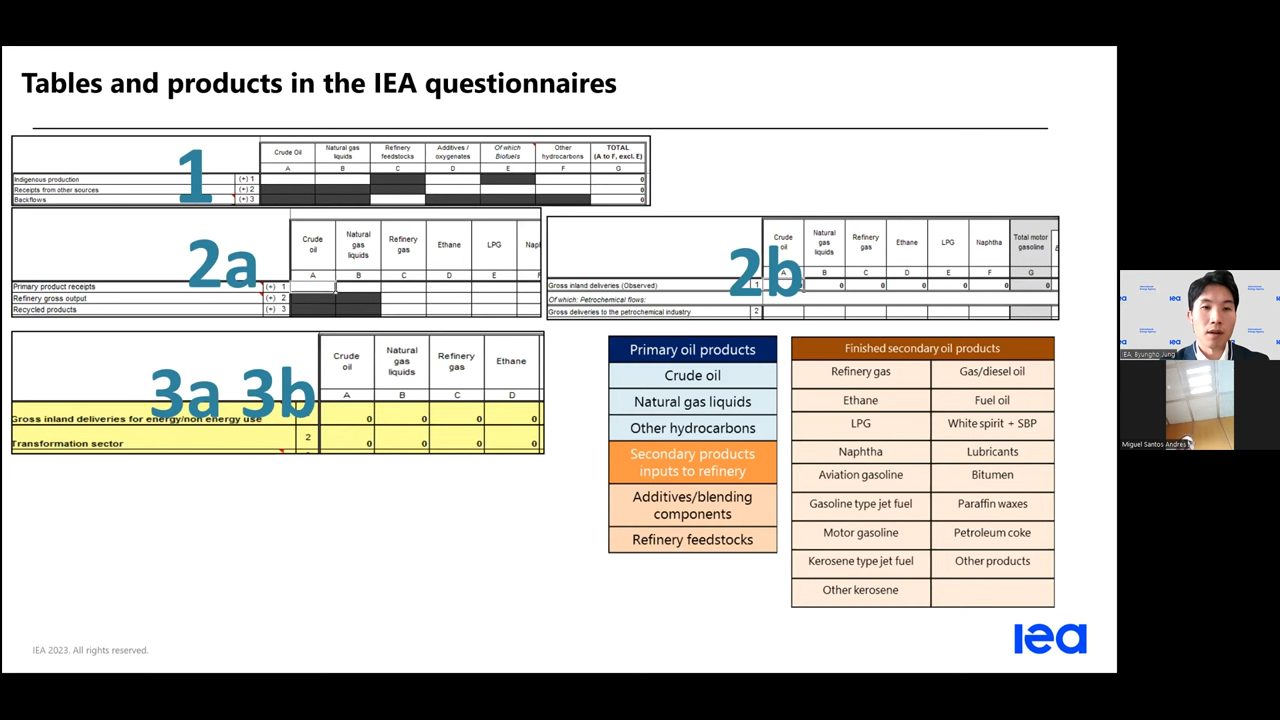 Tables and products in the IEA questionnaires
1
Crude Oil
Natural gas
liquids
Refinery
feedstocks
Additives /
oxygenates
Of which
Biofuels
Other
hydrocarbons
TOTAL
(A to F, excl. E)
A B C D E F G
Indigenous production (+) 1 0
Receipts from other sources (+) 2 0
Backflows (+) 3 0
2a
Crude
oil
Natural
gas
liquids
Refinery
gas
Ethane
LPG
A B C D E
Primary product receipts (+) 1
Refinery gross output (+) 2
Recycled products (+) 3
2b
Crude
oil
Natural
gas
liquids
Refinery
gas
Ethane
LPG
Naphtha
Total motor
gasoline
A B C D E F G
Gross inland deliveries (Observed) 1 0 0 0 0 0 0 0
Of which: Petrochemical flows:
Gross deliveries to the petrochemical industry 2
3a 3b
Crude
oil
Natural
gas
liquids
Refinery
gas
Ethane
A B C D
Gross inland deliveries for energy/non energy use 0 0 0 0
Transformation sector 2 0 0 0 0
Primary oil products
Crude oil
Natural gas liquids
Other hydrocarbons
Secondary products
inputs to refinery
Additives/blending
components
Refinery feedstocks
Finished secondary oil products
Refinery gas Gas/diesel oil
Ethane Fuel oil
LPG White spirit + SBP
Naphtha Lubricants
Aviation gasoline Bitumen
Gasoline type jet fuel Paraffin waxes
Motor gasoline Petroleum coke
Kerosene type jet fuel Other products
Other kerosene
IEA 2023. All rights reserved.
iea
iea
IEA, Byungho Jung
Miguel Santos Andres